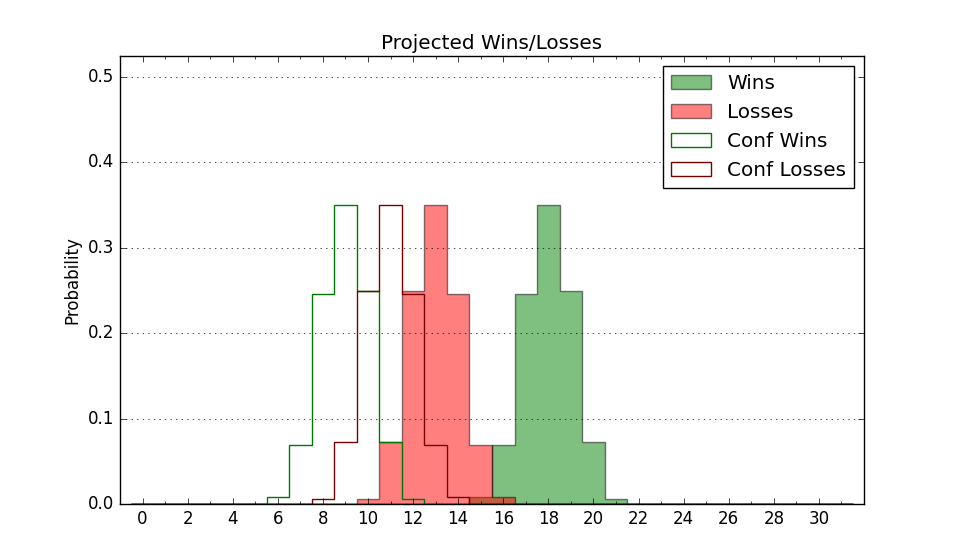 Projected Wins/Losses
0.5
0.4
0.3
0.2
0.1
0.0
Probability
Wins
Losses
Conf Wins
Conf Losses
0 2 4 6 8 10 12 14 16 18 20 22 24 26 28 30